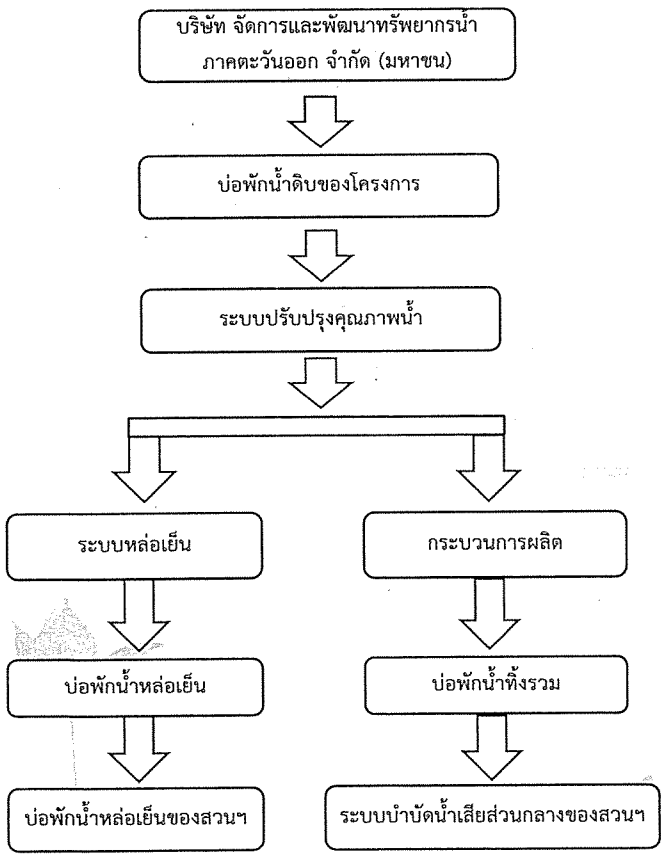 บริษัท จัดการและพัฒนาทรัพยากรน้ำ
ภาคตะวันออก จำกัด (มหาชน)
บ่อพักน้ำดิบของโครงการ
ระบบปรับปรุงคุณภาพน้ำ
ระบบหล่อเย็น
กระบวนการผลิต
บ่อพักน้ำหล่อเย็น
บ่อพักน้ำทิ้งรวม
บ่อพักน้ำหล่อเย็นของสวนฯ
ระบบบำบัดน้ำเสียส่วนกลางของสวนฯ